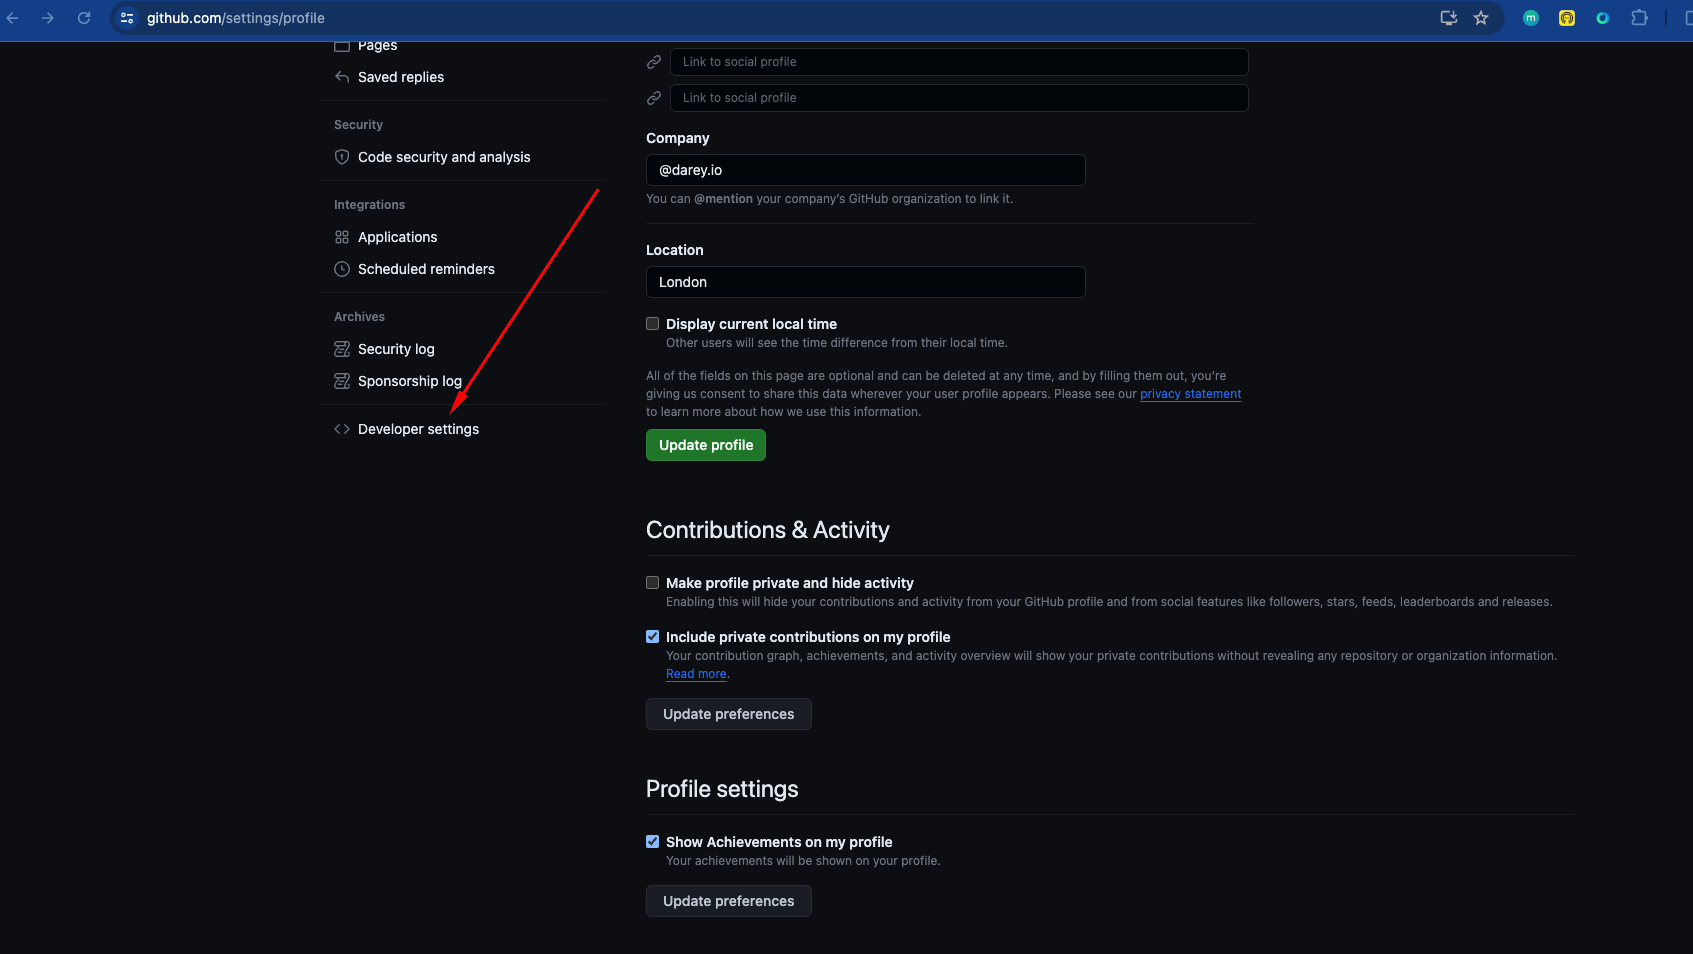 github.com/settings/profile
m
Pages
Saved replies
Security
Code security and analysis
Integrations
Applications
Scheduled reminders
Archives
Security log
Sponsorship log
Developer settings
Link to social profile
Link to social profile
Company
@darey.io
You can @mention your company's GitHub organization to link it.
Location
London
Display current local time
Other users will see the time difference from their local time.
All of the fields on this page are optional and can be deleted at any time, and by filling them out, you're
giving us consent to share this data wherever your user profile appears. Please see our privacy statement
to learn more about how we use this information.
Update profile
Contributions & Activity
Make profile private and hide activity
Enabling this will hide your contributions and activity from your GitHub profile and from social features like followers, stars, feeds, leaderboards and releases.
Include private contributions on my profile
Your contribution graph, achievements, and activity overview will show your private contributions without revealing any repository or organization information.
Read more.
Update preferences
Profile settings
Show Achievements on my profile
Your achievements will be shown on your profile.
Update preferences